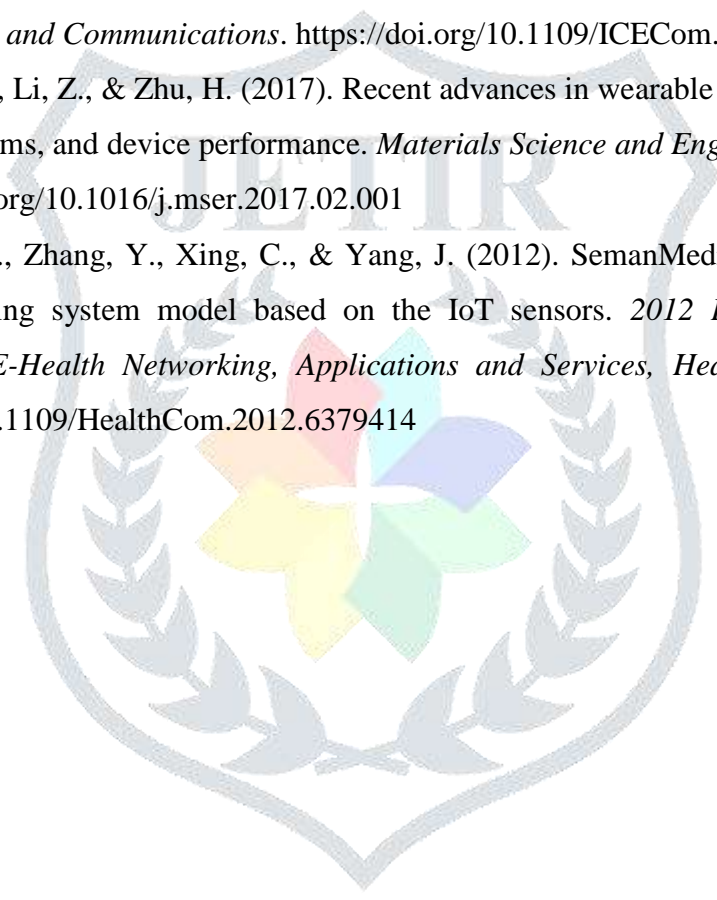 and Communications. https://doi.org/10.1109/ICECom.
, Li, Z., & Zhu, H. (2017). Recent advances in wearable
ms, and device performance. Materials Science and Eng
org/10.1016/j.mser.2017.02.001
., Zhang, Y., Xing, C., & Yang, J. (2012). SemanMed
ing system model based on the IoT sensors. 2012 I
E-Health Networking, Applications and Services, Hea
.1109/HealthCom.2012.6379414
JETIR